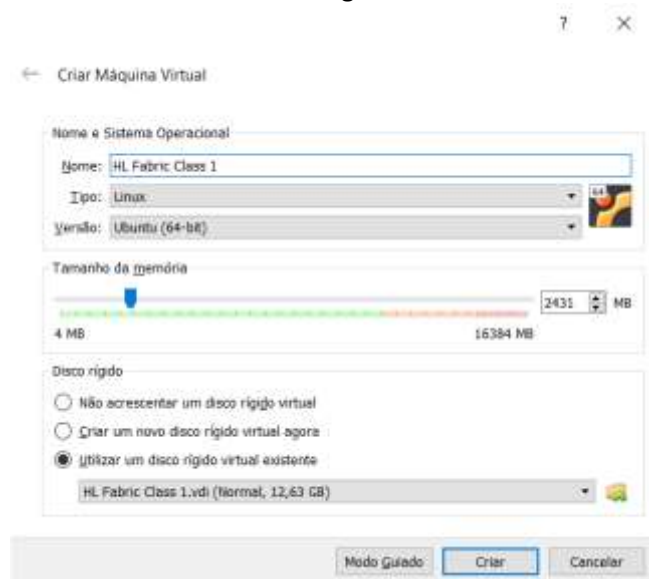 ?
Criar Máquina Virtual
Nome e Sistema Operacional
Nome: HL Fabric Class 1
Tipo: Linux
64
Versão: Ubuntu (64-bit)
Tamanho da memória
2431 MB
4 MB 16384 MB
Disco rígido
Não acrescentar um disco rígido virtual
Criar um novo disco rígido virtual agora
Utilizar um disco rígido virtual existente
HL Fabric Class 1.vdi (Normal, 12,63 GB)
Modo Guiado Criar Cancelar